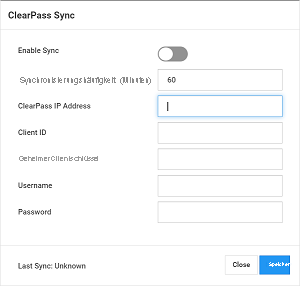 ClearPass Sync
Enable Sync
Synchronisierungshäufigkeit (Minuten)
60
ClearPass IP Address
Client ID
Geheimer Clientschlüssel
Username
Password
Last Sync: Unknown
Close
Speichern